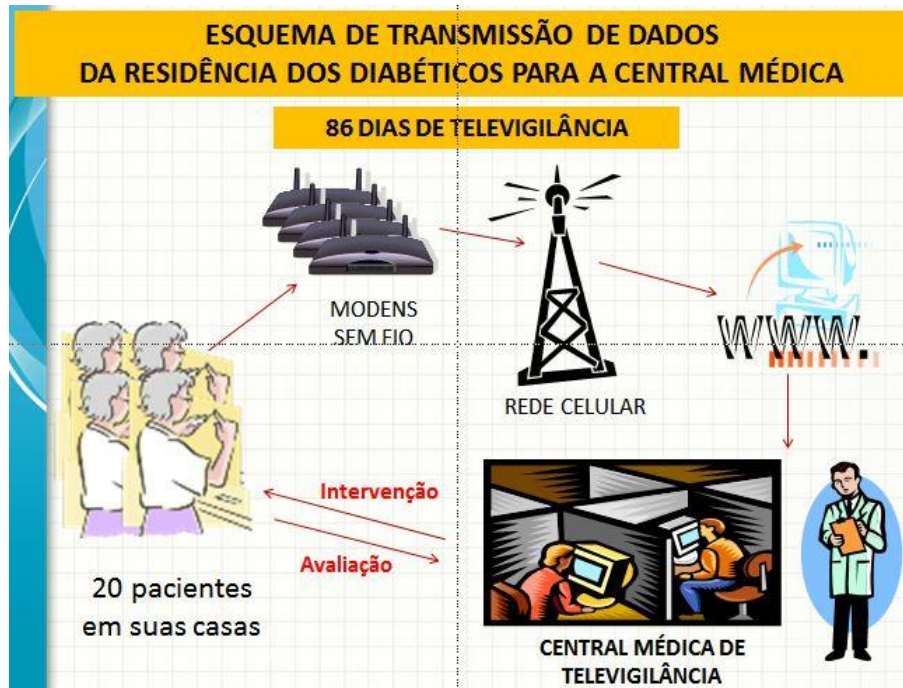 ESQUEMA DE TRANSMISSÃO DE DADOS
DA RESIDÊNCIA DOS DIABÉTICOS PARA A CENTRAL MÉDICA
86 DIAS DE TELEVIGILÂNCIA
MODENS
SEM FIO
REDE CELULAR
WWW.
Intervenção
Avaliação
20 pacientes
em suas casas
CENTRAL MÉDICA DE
TELEVIGILÂNCIA